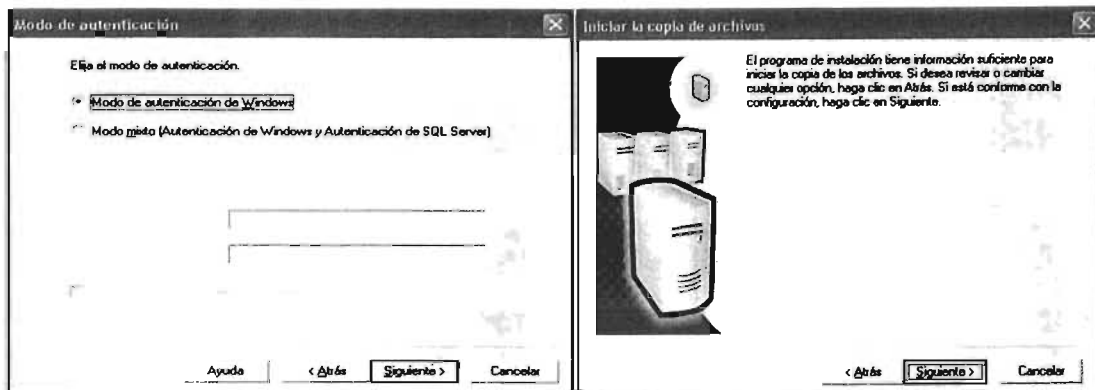 Modo de autenticación
Elija el modo de autenticación.
Modo de autenticación de Windows
Modo mixto (Autenticación de Windows y Autenticación de SQL Server)
Ayuda
< Atrás
Siguiente >
Cancelar
Iniciar la copia de archivos
El programa de instalación tiene información suficiente para
iniciar la copia de los archivos. Si desea revisar o cambiar
cualquier opción, haga clic en Atrás. Si está conforme con la
configuración, haga clic en Siguiente.
< Atrás
Siguiente >
Cancelar